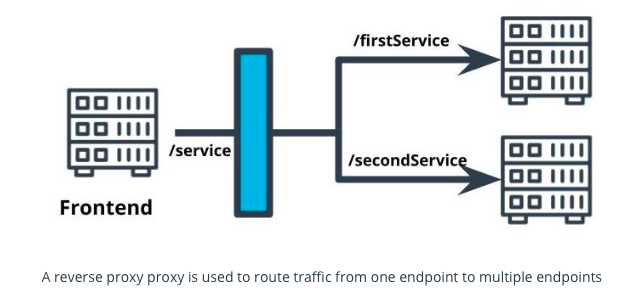 /firstService
/service
/secondService
Frontend
A reverse proxy proxy is used to route traffic from one endpoint to multiple endpoints